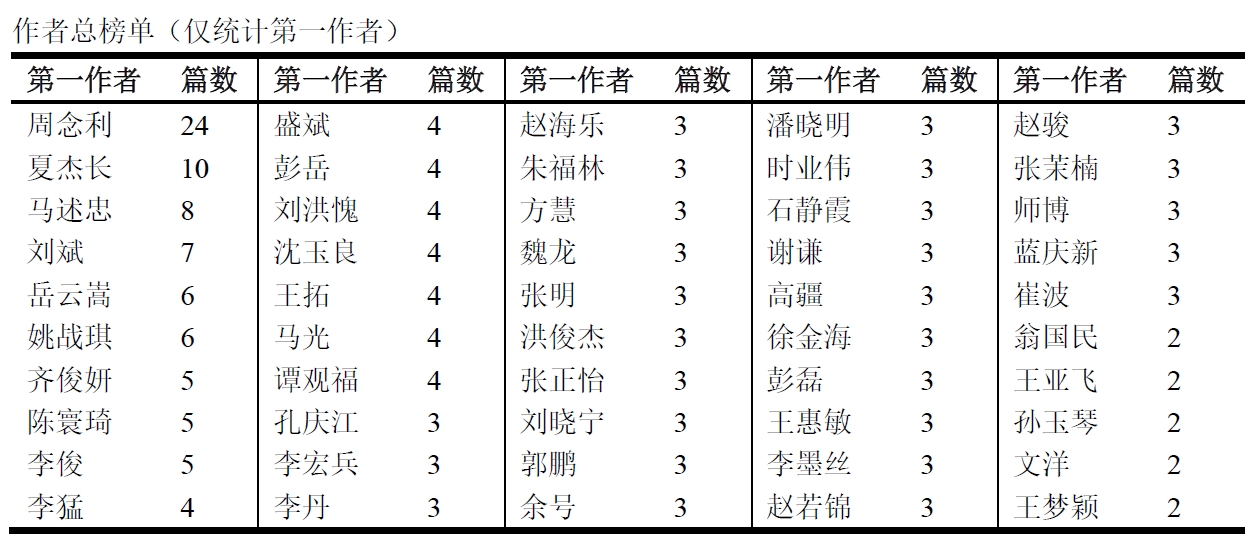 作者总榜单（仅统计第一作者）
第一作者 篇数 第一作者 篇数 第一作者 篇数 第一作者 篇数 第一作者 篇数
周念利 24 盛斌 4 赵海乐 3 潘晓明 3 赵骏 3
夏杰长 10 彭岳 4 朱福林 3 时业伟 3 张茉楠 3
马述忠 8 刘洪愧 4 方慧 3 石静霞 3 师博 3
刘斌 7 沈玉良 4 魏龙 3 谢谦 3 蓝庆新 3
岳云嵩 6 王拓 4 张明 3 高疆 3 崔波 3
姚战琪 6 马光 4 洪俊杰 3 徐金海 3 翁国民 2
齐俊妍 5 谭观福 4 张正怡 3 彭磊 3 王亚飞 2
陈寰琦 5 孔庆江 3 刘晓宁 3 王惠敏 3 孙玉琴 2
李俊 5 李宏兵 3 郭鹏 3 李墨丝 3 文洋 2
李猛 4 李丹 3 余号 3 赵若锦 3 王梦颖 2